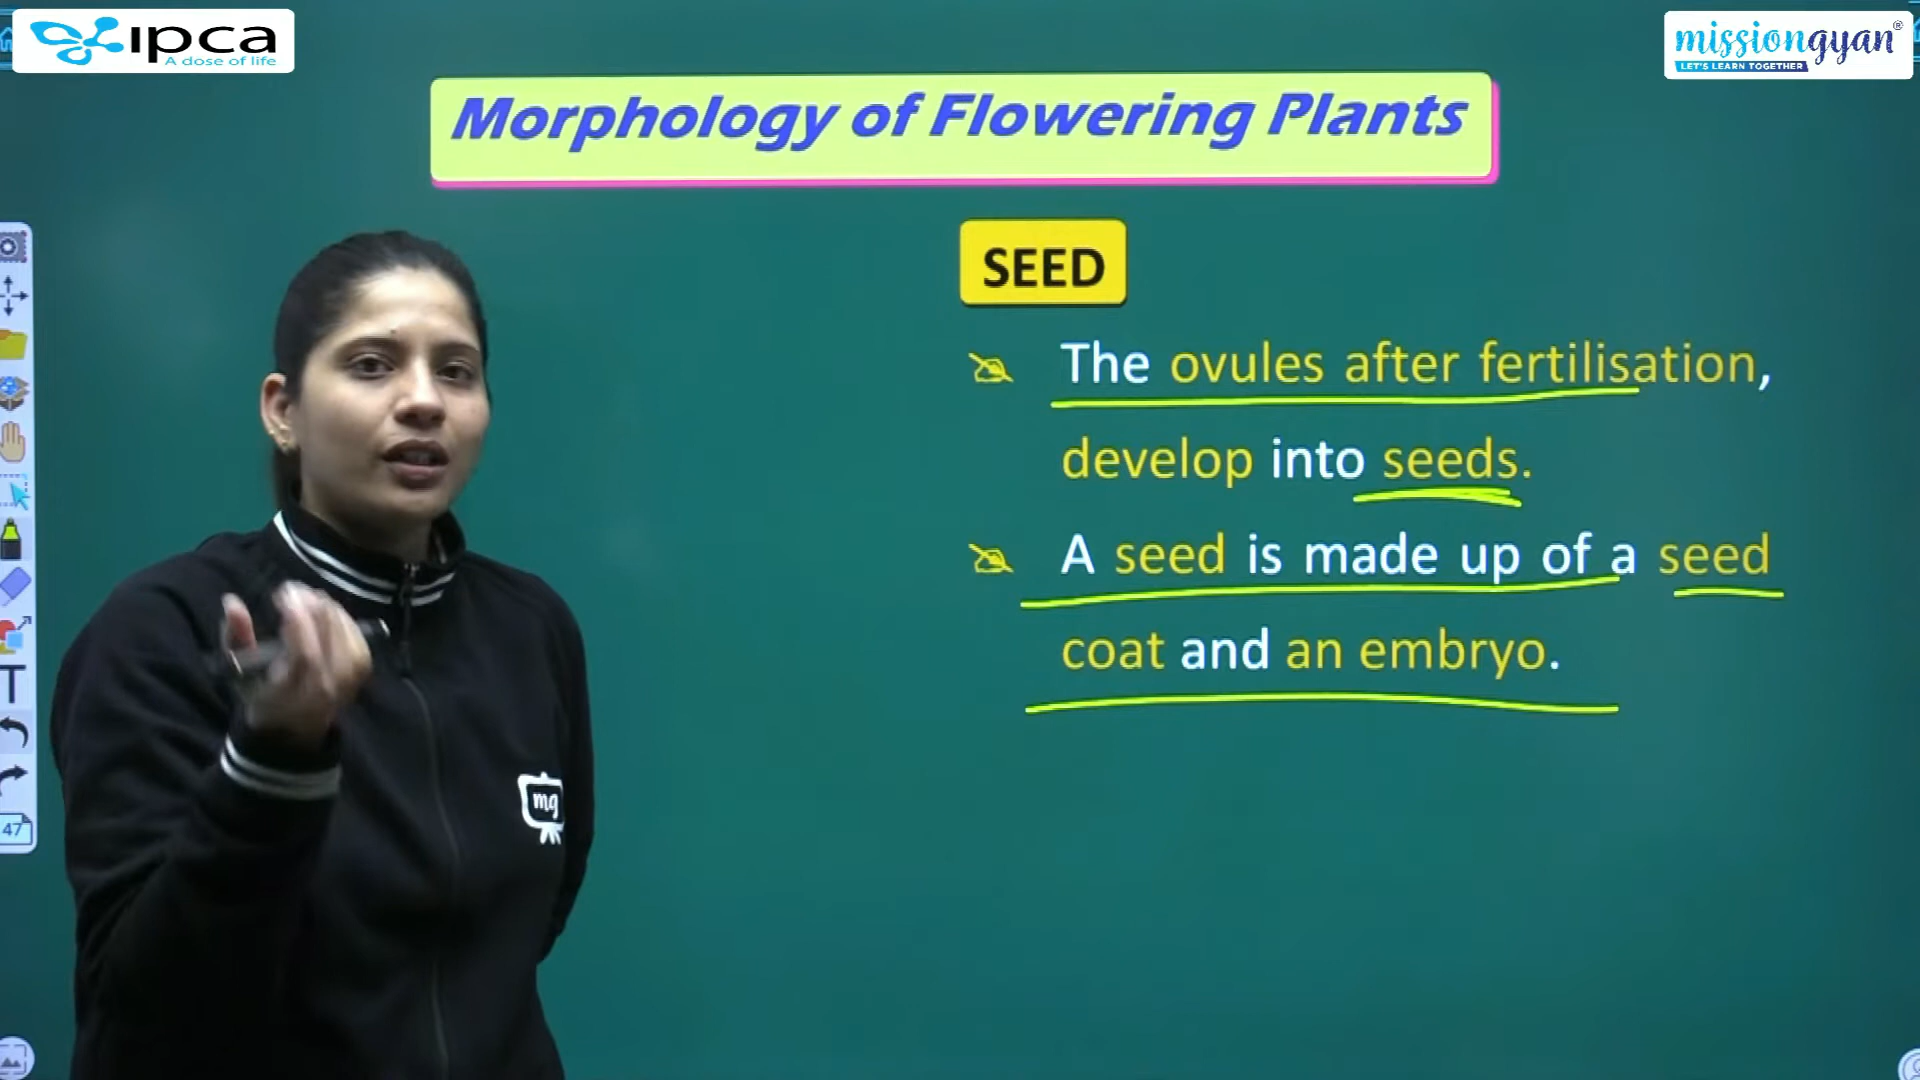 ipca
A dose of life
missiongyan®
LET'S LEARN TOGETHER
Morphology of Flowering Plants
SEED
The ovules after fertilisation,
develop into seeds.
A seed is made up of a seed
coat and an embryo.
mg
T
47